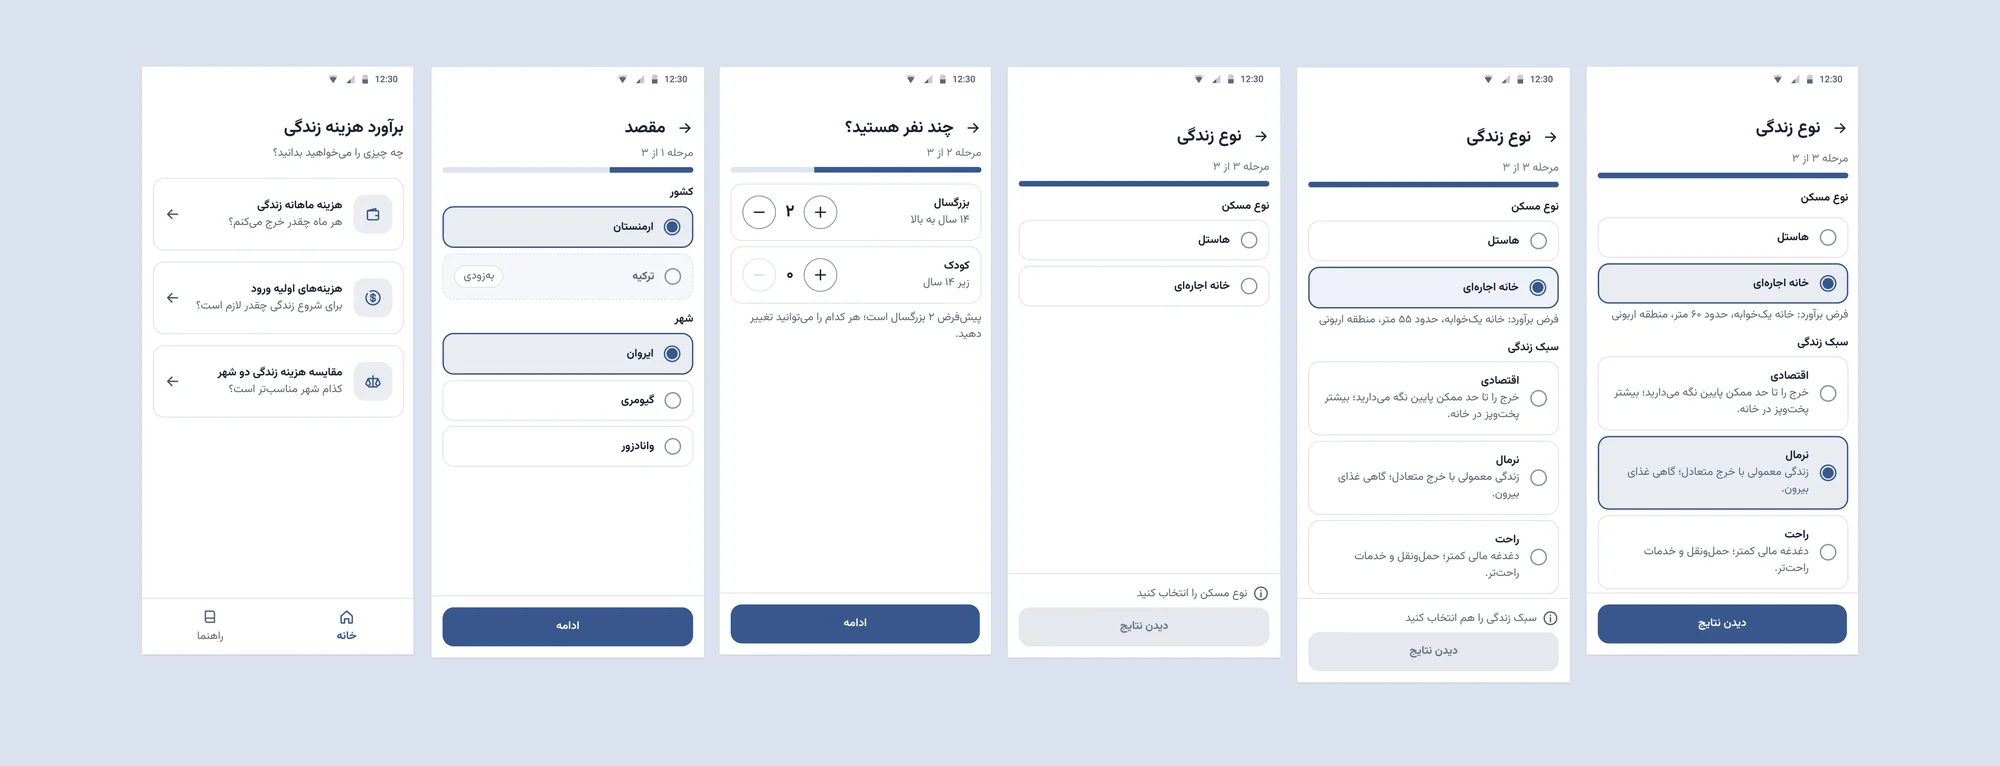 12:30
برآورد هزینه زندگی
چه چیزی را می‌خواهید بدانید؟
هزینه ماهانه زندگی
هر ماه چقدر خرج می‌کنم؟
هزینه‌های اولیه ورود
برای شروع زندگی چقدر لازم است؟
مقایسه هزینه زندگی دو شهر
کدام شهر مناسب‌تر است؟
خانه
راهنما
12:30
مقصد
مرحله ۱ از ۳
کشور
ارمنستان
ترکیه
به‌زودی
شهر
ایروان
گیومری
وانادزور
ادامه
12:30
چند نفر هستید؟
مرحله ۲ از ۳
بزرگسال
۱۴ سال به بالا
۲
کودک
زیر ۱۴ سال
۰
پیش‌فرض ۲ بزرگسال است؛ هر کدام را می‌توانید تغییر
دهید.
ادامه
12:30
نوع زندگی
مرحله ۳ از ۳
نوع مسکن
هاستل
خانه اجاره‌ای
نوع مسکن را انتخاب کنید
دیدن نتایج
12:30
نوع زندگی
مرحله ۳ از ۳
نوع مسکن
هاستل
خانه اجاره‌ای
فرض برآورد: خانه یک‌خوابه، حدود ۵۵ متر، منطقه اربونی
سبک زندگی
اقتصادی
خرج را تا حد ممکن پایین نگه می‌دارید؛ بیشتر
پخت‌وپز در خانه.
نرمال
زندگی معمولی با خرج متعادل؛ گاهی غذای
بیرون.
راحت
دغدغه مالی کمتر؛ حمل‌ونقل و خدمات
راحت‌تر.
سبک زندگی را هم انتخاب کنید
دیدن نتایج
12:30
نوع زندگی
مرحله ۳ از ۳
نوع مسکن
هاستل
خانه اجاره‌ای
فرض برآورد: خانه یک‌خوابه، حدود ۶۰ متر، منطقه اربونی
سبک زندگی
اقتصادی
خرج را تا حد ممکن پایین نگه می‌دارید؛ بیشتر
پخت‌وپز در خانه.
نرمال
زندگی معمولی با خرج متعادل؛ گاهی غذای
بیرون.
راحت
دغدغه مالی کمتر؛ حمل‌ونقل و خدمات
راحت‌تر.
دیدن نتایج